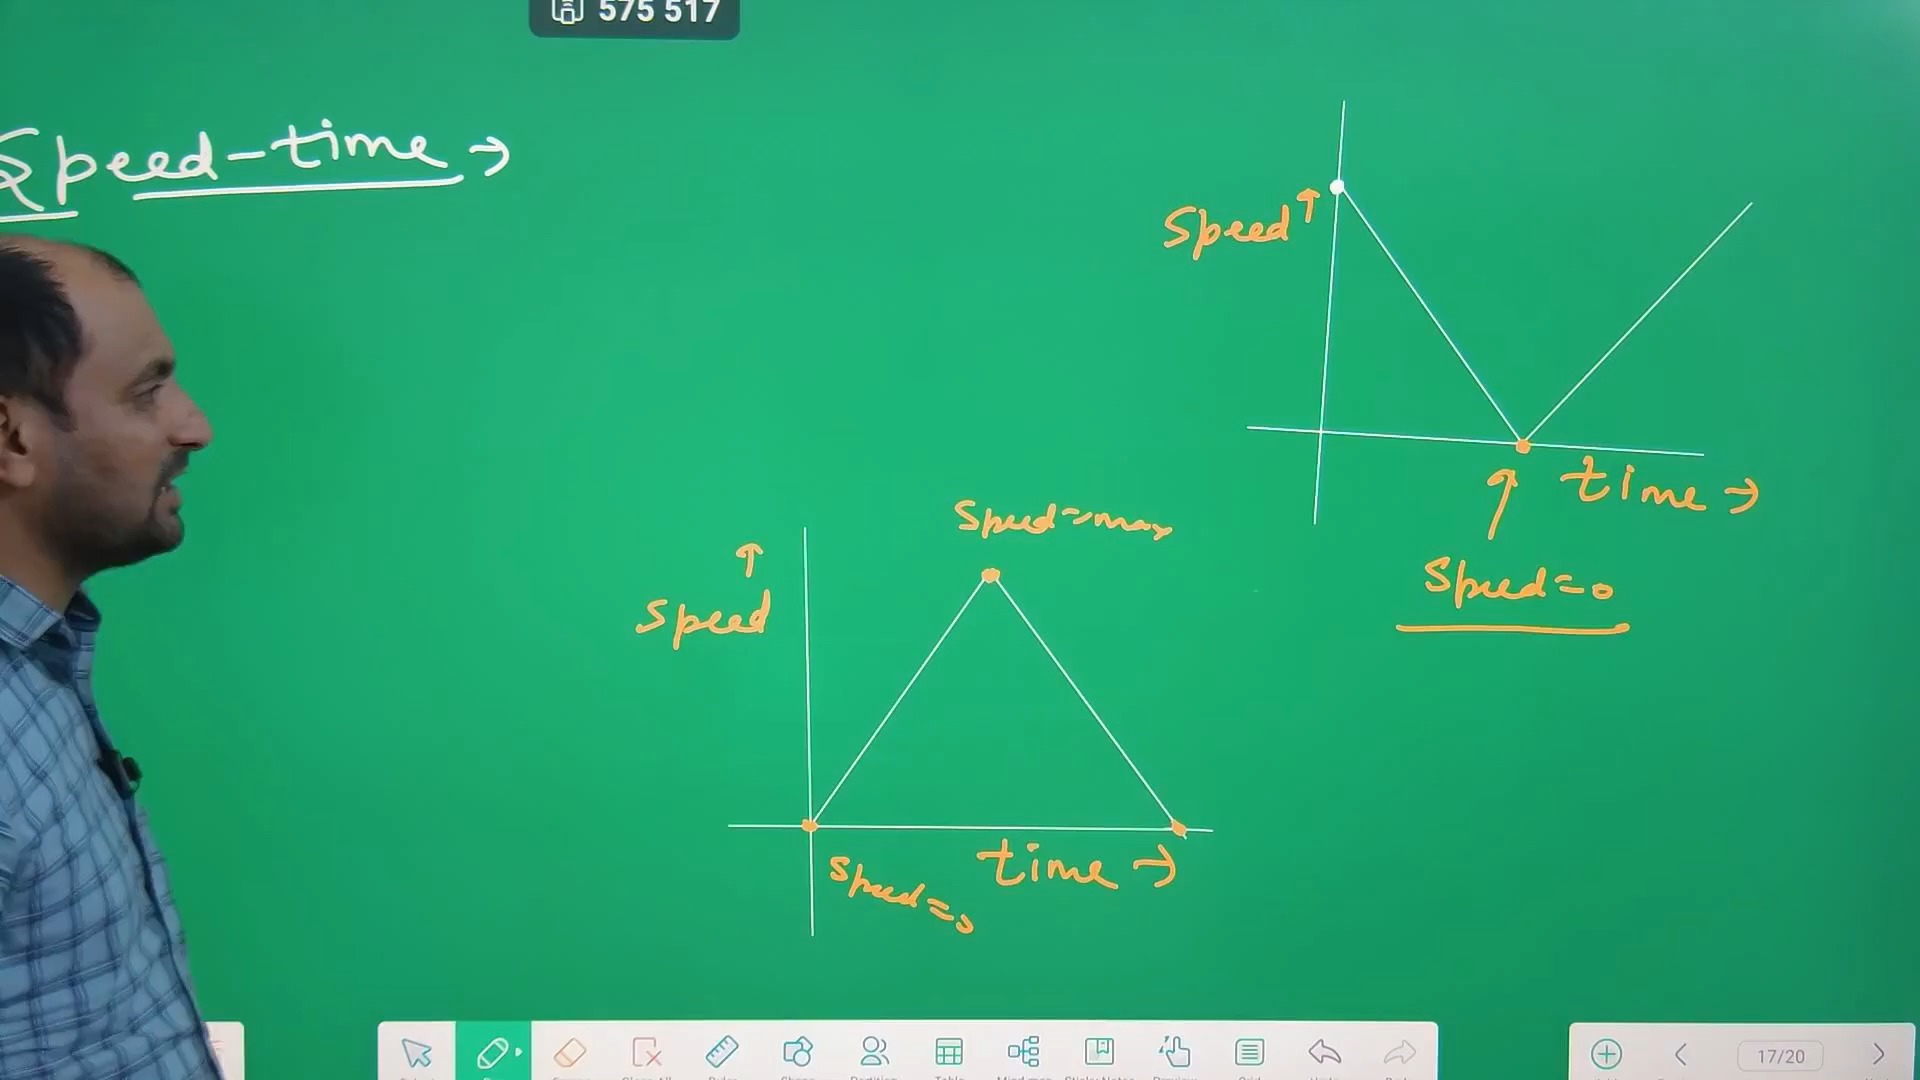 575 517
Speed-time →
Speed ↑
time →
Speed=0
Speed=max
↑
Speed
time →
Speed=0
17/20